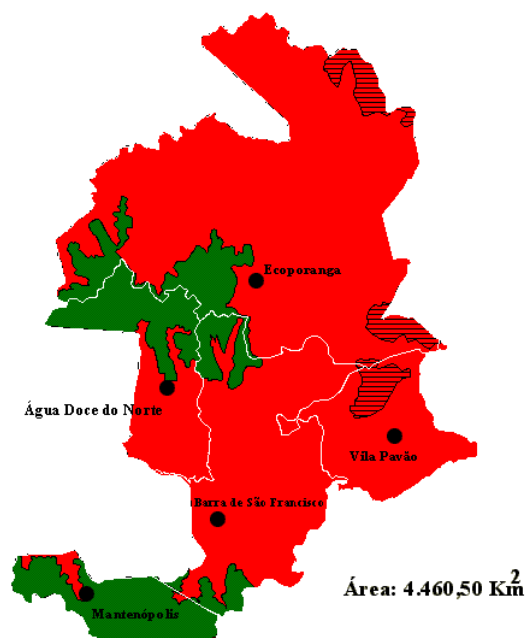 Ecoporanga
Água Doce do Norte
Vila Pavão
Barra de São Francisco
Área: 4.460,50 Km²
Mantenópolis